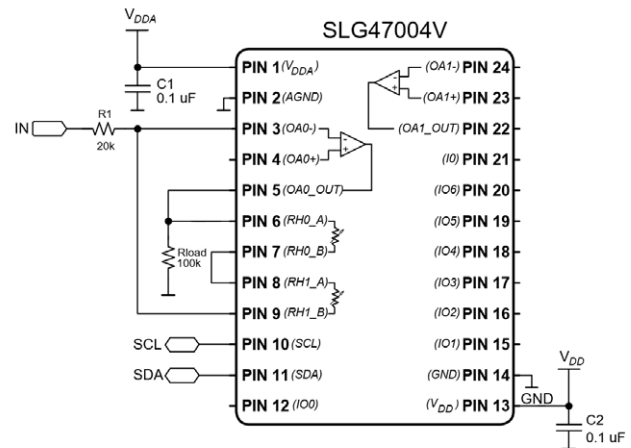 SLG47004V
VDDA
C1
0.1 uF
IN
R1
20k
Rload
100k
SCL
SDA
PIN 1 (VDDA)
PIN 2 (AGND)
PIN 3 (OA0-)
PIN 4 (OA0+)
PIN 5 (OA0_OUT)
PIN 6 (RH0_A)
PIN 7 (RH0_B)
PIN 8 (RH1_A)
PIN 9 (RH1_B)
PIN 10 (SCL)
PIN 11 (SDA)
PIN 12 (IO0)
(OA1-) PIN 24
(OA1+) PIN 23
(OA1_OUT) PIN 22
(I0) PIN 21
(IO6) PIN 20
(IO5) PIN 19
(IO4) PIN 18
(IO3) PIN 17
(IO2) PIN 16
(IO1) PIN 15
(GND) PIN 14
(VDD) PIN 13
VDD
GND
C2
0.1 uF